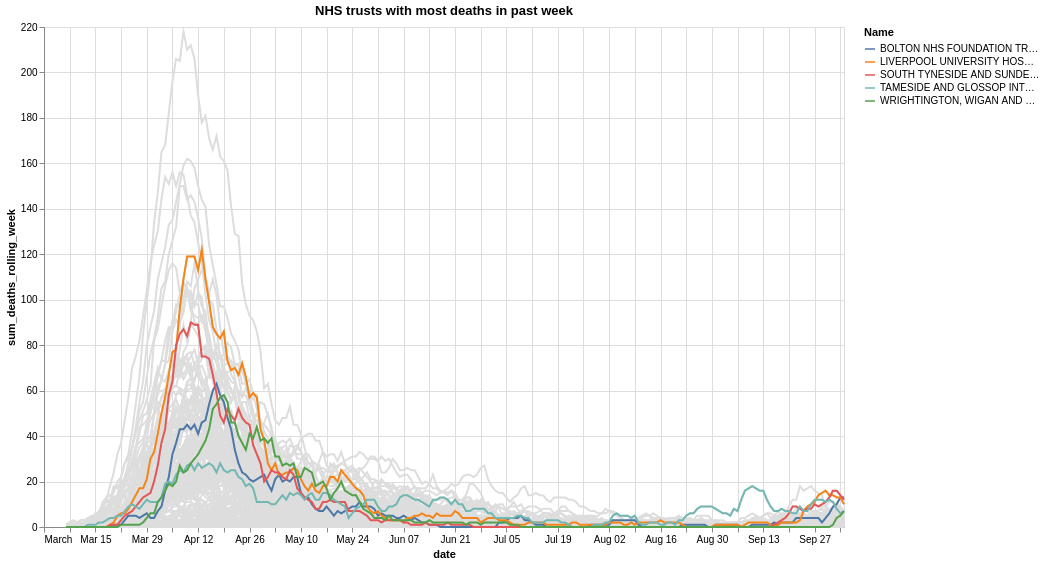 NHS trusts with most deaths in past week
Name
BOLTON NHS FOUNDATION TR…
LIVERPOOL UNIVERSITY HOS…
SOUTH TYNESIDE AND SUNDE…
TAMESIDE AND GLOSSOP INT…
WRIGHTINGTON, WIGAN AND …
sum_deaths_rolling_week
220
200
180
160
140
120
100
80
60
40
20
0
March Mar 15 Mar 29 Apr 12 Apr 26 May 10 May 24 Jun 07 Jun 21 Jul 05 Jul 19 Aug 02 Aug 16 Aug 30 Sep 13 Sep 27
date